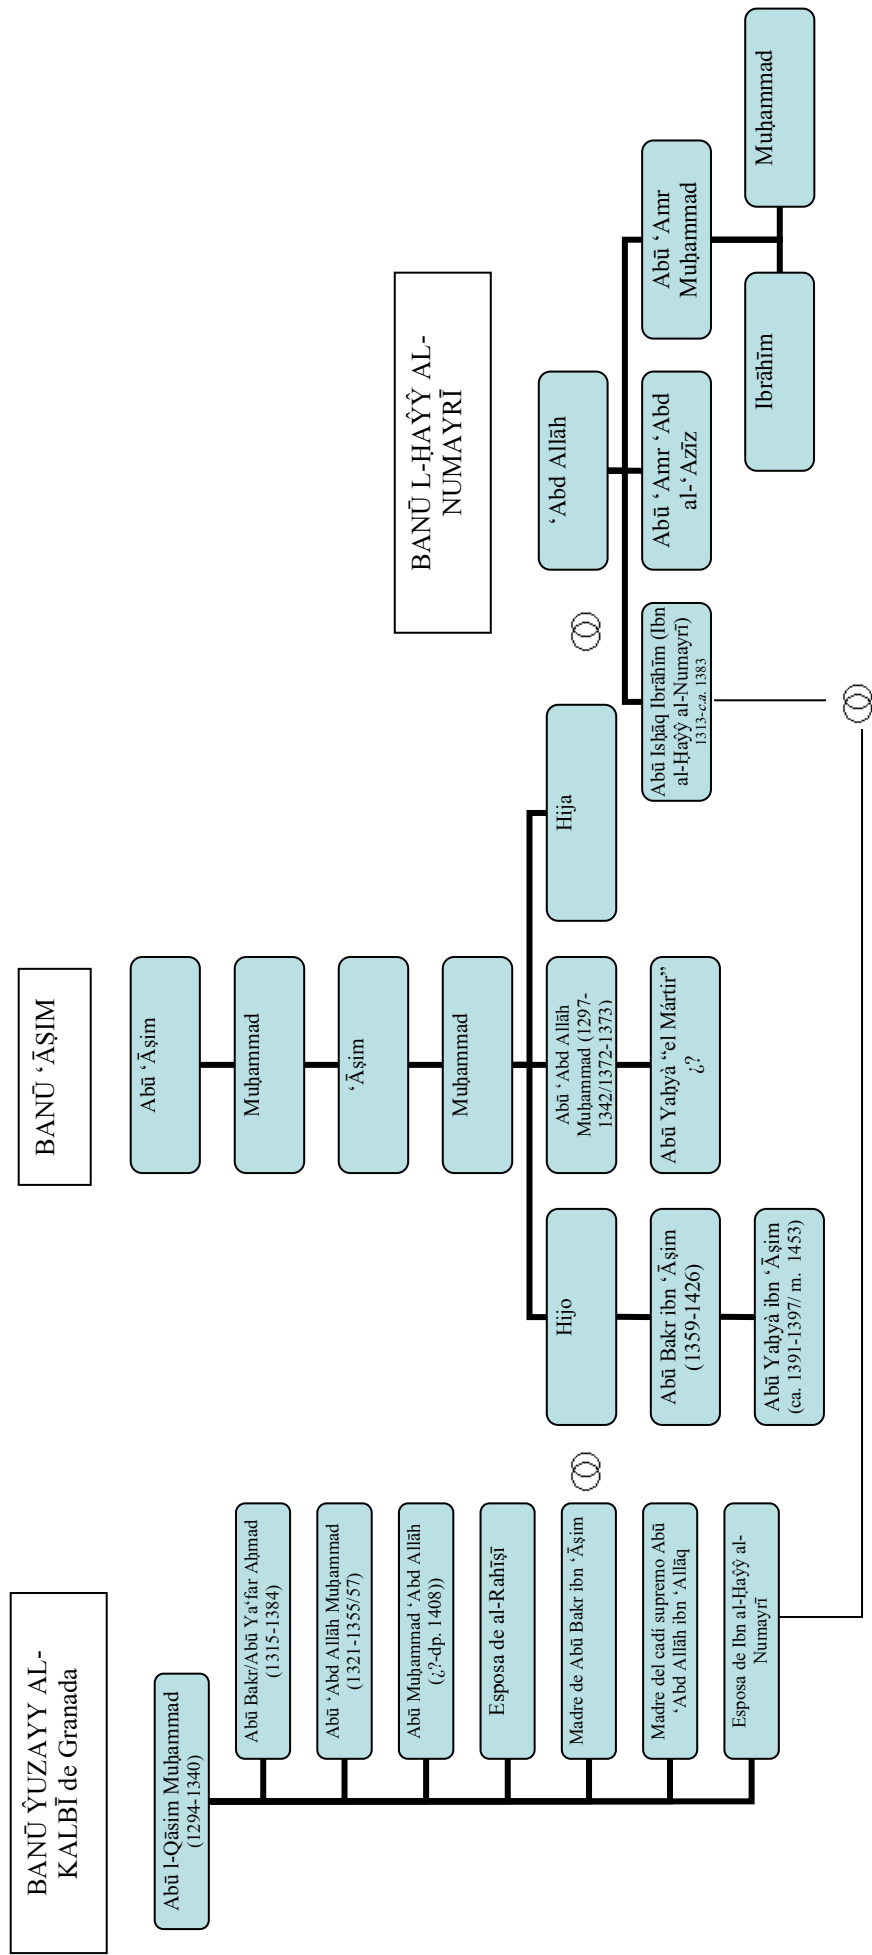 BANŪ ŶUZAYY AL-
KALBĪ de Granada
Abū l-Qāsim Muḥammad
(1294-1340)
Abū Bakr/Abū Ya‘far Aḥmad
(1315-1384)
Abū ‘Abd Allāh Muḥammad
(1321-1355/57)
Abū Muḥammad ‘Abd Allāh
(¿?-dp. 1408))
Esposa de al-Rahīṣī
Madre de Abū Bakr ibn ‘Āṣim
Madre del cadí supremo Abū
‘Abd Allāh ibn ‘Allāq
Esposa de Ibn al-Ḥaŷŷ al-
Numayrī
BANŪ ‘ĀṢIM
Abū ‘Āṣim
Muḥammad
‘Āṣim
Muḥammad
Hijo
Abū ‘Abd Allāh
Muḥammad (1297-
1342/1372-1373)
Hija
Abū Bakr ibn ‘Āṣim
(1359-1426)
Abū Yaḥyà “el Mártir”
¿?
Abū Yaḥyà ibn ‘Āṣim
(ca. 1391-1397/ m. 1453)
BANŪ L-ḤAŶŶ AL-
NUMAYRĪ
‘Abd Allāh
Abū Isḥāq Ibrāhīm (Ibn
al-Ḥaŷŷ al-Numayrī)
1313-c.a. 1383
Abū ‘Amr ‘Abd
al-‘Azīz
Abū ‘Amr
Muḥammad
Ibrāhīm
Muḥammad